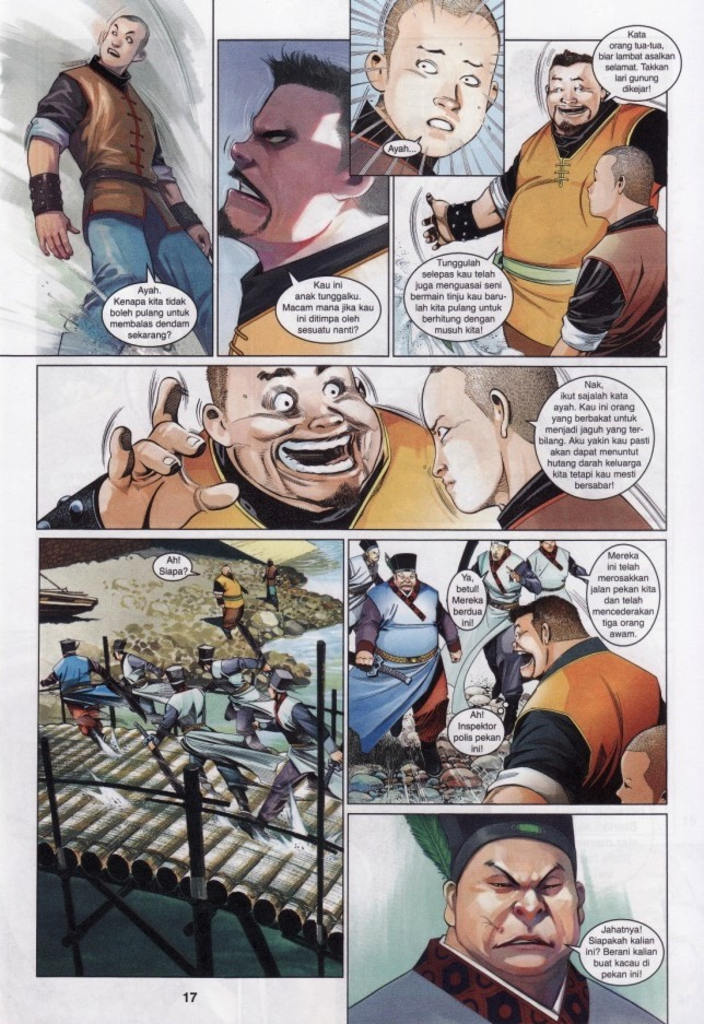 Ayah.
Kenapa kita tidak
boleh pulang untuk
membalas dendam
sekarang?
Kau ini
anak tunggalku.
Macam mana jika kau
ini ditimpa oleh
sesuatu nanti?
Ayah...
Kata
orang tua-tua,
biar lambat asalkan
selamat. Takkan
lari gunung
dikejar!
Tunggulah
selepas kau telah
juga menguasai seni
bermain tinju kau baru-
lah kita pulang untuk
berhitung dengan
musuh kita!
Nak,
ikut sajalah kata
ayah. Kau ini orang
yang berbakat untuk
menjadi jaguh yang ter-
bilang. Aku yakin kau pasti
akan dapat menuntut
hutang darah keluarga
kita tetapi kau mesti
bersabar!
Ah!
Siapa?
Ya,
betul!
Mereka
berdua
ini!
Mereka
ini telah
merosakkan
jalan pekan kita
dan telah
mencederakan
tiga orang
awam.
Ah!
Inspektor
polis pekan
ini!
Jahatnya!
Siapakah kalian
ini? Berani kalian
buat kacau di
pekan ini!
17